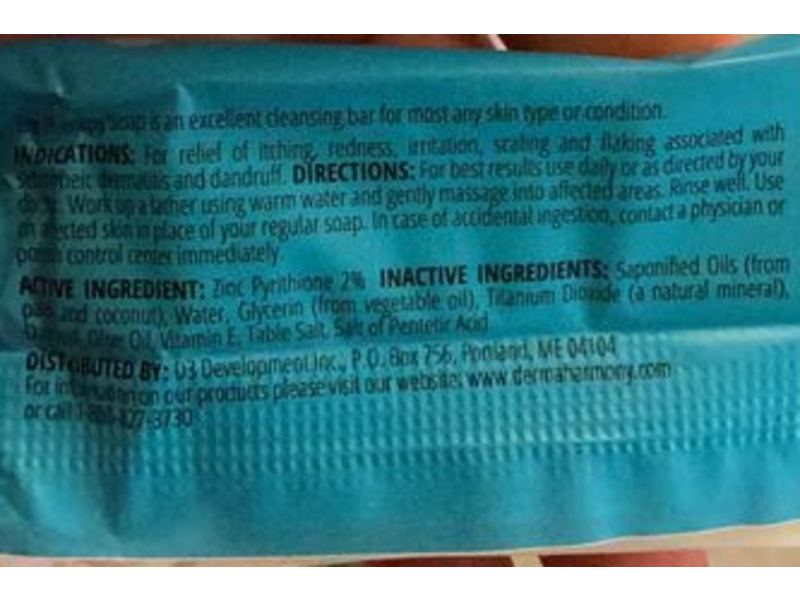 Soap is an excellent cleansing bar for most any skin type or condition.
INDICATIONS: For relief of itching, redness, irritation, scaling and flaking associated with
dermatitis and dandruff. DIRECTIONS: For best results use daily or as directed by your
Work up a lather using warm water and gently massage into affected areas. Rinse well. Use
skin in place of your regular soap. In case of accidental ingestion, contact a physician or
control center immediately.
ACTIVE INGREDIENT: Zinc Pyrithione 2% INACTIVE INGREDIENTS: Saponified Oils (from
and coconut), Water, Glycerin (from vegetable oil), Titanium Dioxide (a natural mineral),
Olive Oil, Vitamin E, Table Salt, Salt of Pentetic Acid
DISTRIBUTED BY: D3 Development Inc., P.O. Box 756, Portland, ME 04104
For information on our products please visit our website: www.dermaharmony.com
or call